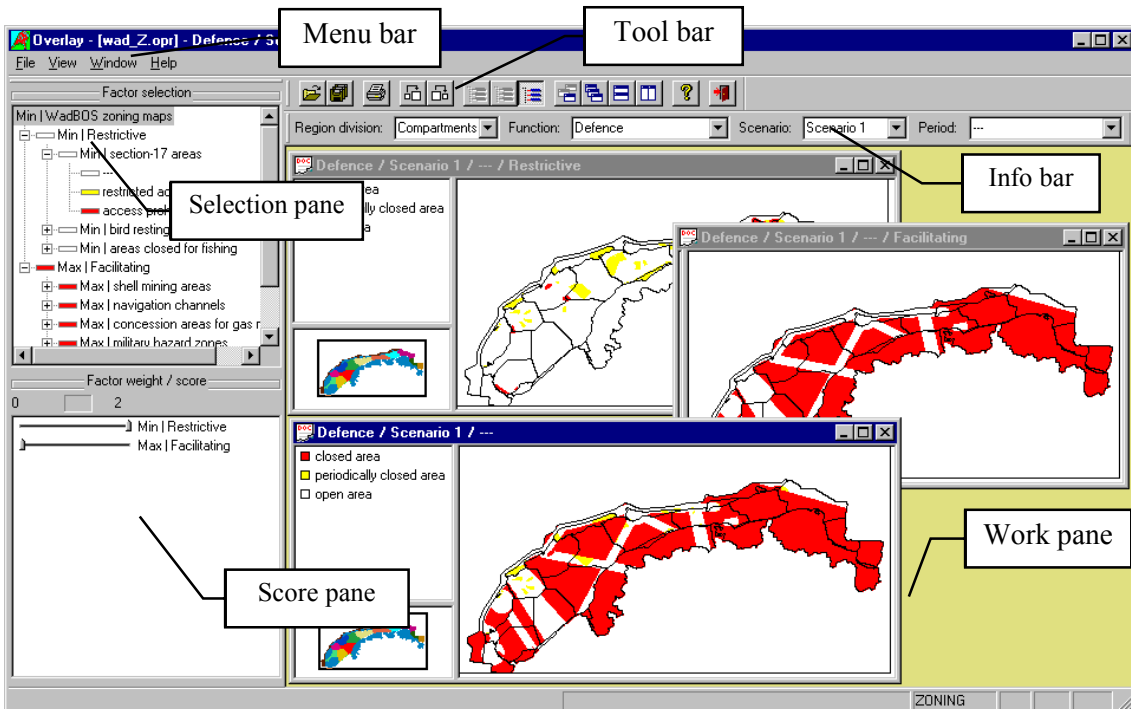 Menu bar
Tool bar
Overlay - [wad_Z.opr] - Defence /
File View Window Help
Factor selection
Min | WadBOS zoning maps
Min | Restrictive
Min | section-17 areas
---
restricted
access
Min | bird resting
Min | areas closed for fishing
Max | Facilitating
Max | shell mining areas
Max | navigation channels
Max | concession areas for gas
Max | military hazard zones
Selection pane
Region division: Compartments Function: Defence Scenario: Scenario 1 Period: ---
Info bar
DOC Defence / Scenario 1 / --- / Restrictive
area
closed area
DOC Defence / Scenario 1 / --- / Facilitating
Factor weight / score
0 2
Min | Restrictive
Max | Facilitating
Score pane
DOC Defence / Scenario 1 / ---
closed area
periodically closed area
open area
Work pane
ZONING